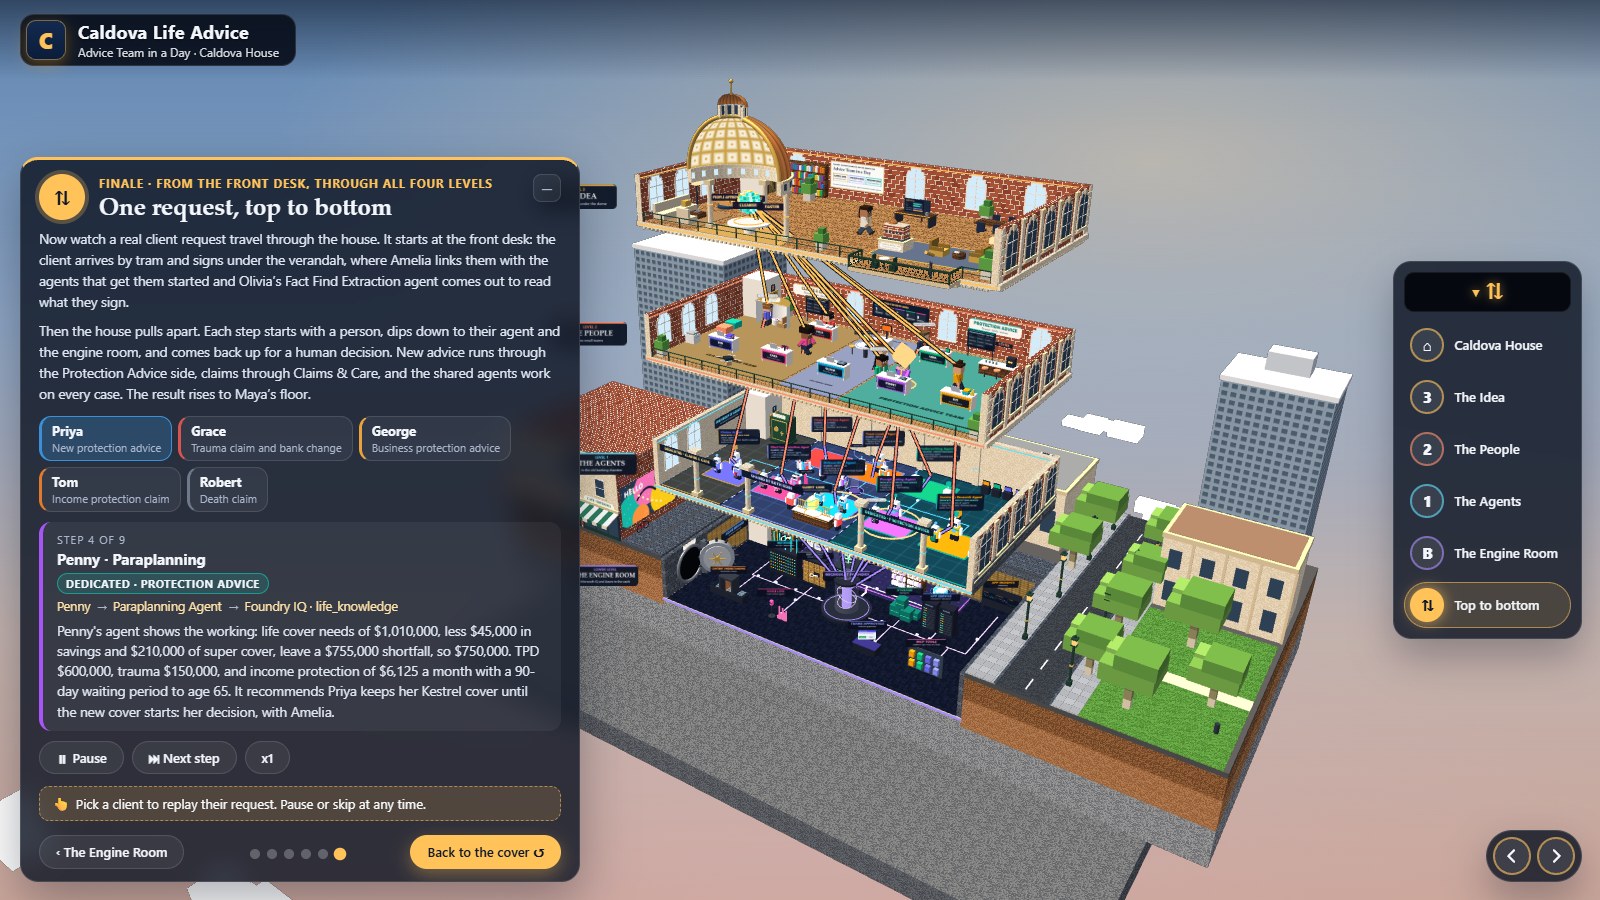 C
Caldova Life Advice
Advice Team in a Day · Caldova House
FINALE · FROM THE FRONT DESK, THROUGH ALL FOUR LEVELS
One request, top to bottom
Now watch a real client request travel through the house. It starts at the front desk: the
client arrives by tram and signs under the verandah, where Amelia links them with the
agents that get them started and Olivia's Fact Find Extraction agent comes out to read
what they sign.
Then the house pulls apart. Each step starts with a person, dips down to their agent and
the engine room, and comes back up for a human decision. New advice runs through
the Protection Advice side, claims through Claims & Care, and the shared agents work
on every case. The result rises to Maya's floor.
Priya
New protection advice
Grace
Trauma claim and bank change
George
Business protection advice
Tom
Income protection claim
Robert
Death claim
STEP 4 OF 9
Penny · Paraplanning
DEDICATED · PROTECTION ADVICE
Penny → Paraplanning Agent → Foundry IQ · life_knowledge
Penny's agent shows the working: life cover needs of $1,010,000, less $45,000 in
savings and $210,000 of super cover, leave a $755,000 shortfall, so $750,000. TPD
$600,000, trauma $150,000, and income protection of $6,125 a month with a 90-
day waiting period to age 65. It recommends Priya keeps her Kestrel cover until
the new cover starts: her decision, with Amelia.
Pause
Next step
x1
Pick a client to replay their request. Pause or skip at any time.
‹ The Engine Room
Back to the cover ↺
IDEA
PEOPLE
THE AGENTS
THE ENGINE ROOM
HELLO
PROTECTION ADVICE
PROTECTION ADVICE TEAM
Caldova House
3
The Idea
2
The People
1
The Agents
B
The Engine Room
Top to bottom